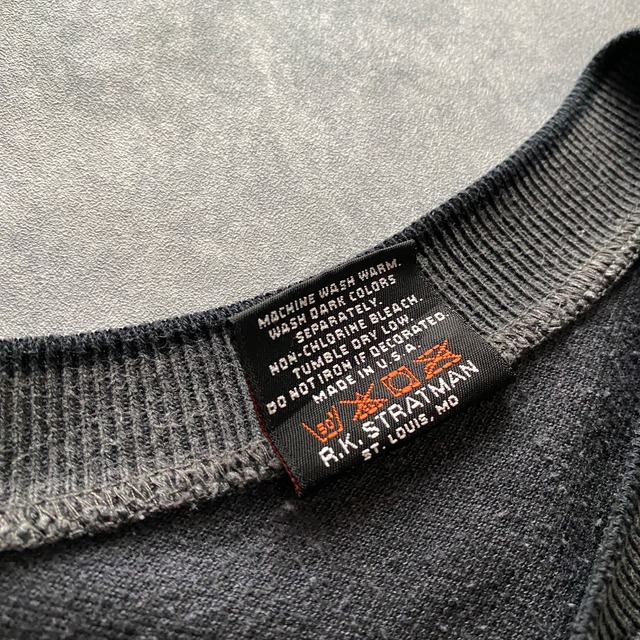 MACHINE WASH WARM.
WASH DARK COLORS
SEPARATELY.
NON-CHLORINE BLEACH.
TUMBLE DRY LOW.
DO NOT IRON IF DECORATED.
MADE IN U.S.A.
50
R.K. STRATMAN
ST. LOUIS, MO